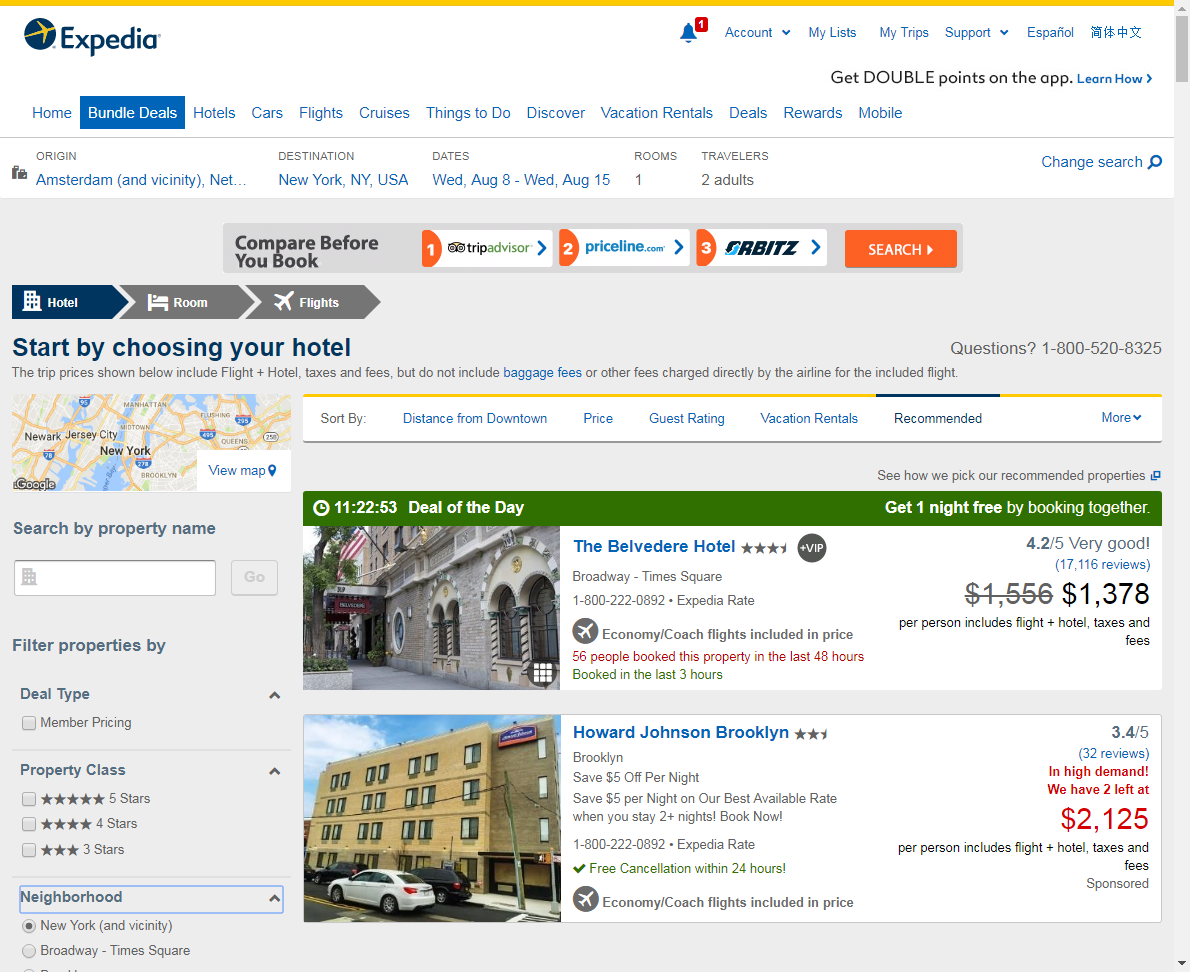 Expedia
1
Account
My Lists
My Trips
Support
Español
简体中文
Get DOUBLE points on the app. Learn How
Home
Bundle Deals
Hotels
Cars
Flights
Cruises
Things to Do
Discover
Vacation Rentals
Deals
Rewards
Mobile
ORIGIN
Amsterdam (and vicinity), Net...
DESTINATION
New York, NY, USA
DATES
Wed, Aug 8 - Wed, Aug 15
ROOMS
1
TRAVELERS
2 adults
Change search
Compare Before
You Book
1 tripadvisor
2 priceline.com
3 ORBITZ
SEARCH
Hotel
Room
Flights
Start by choosing your hotel
Questions? 1-800-520-8325
The trip prices shown below include Flight + Hotel, taxes and fees, but do not include baggage fees or other fees charged directly by the airline for the included flight.
MANHATTAN
95
FLUSHING
295
Newark
Jersey City
MIDTOWN
495
QUEENS
258
New York
78
278
BROOKLYN
Google
View map
Sort By:
Distance from Downtown
Price
Guest Rating
Vacation Rentals
Recommended
More
See how we pick our recommended properties
Search by property name
Go
Filter properties by
Deal Type
Member Pricing
Property Class
5 Stars
4 Stars
3 Stars
Neighborhood
New York (and vicinity)
Broadway - Times Square
11:22:53 Deal of the Day
Get 1 night free by booking together.
BELVEDERE
The Belvedere Hotel
+VIP
Broadway - Times Square
1-800-222-0892 • Expedia Rate
Economy/Coach flights included in price
56 people booked this property in the last 48 hours
Booked in the last 3 hours
4.2/5 Very good!
(17,116 reviews)
$1,556 $1,378
per person includes flight + hotel, taxes and
fees
Howard Johnson Brooklyn
Brooklyn
Save $5 Off Per Night
Save $5 per Night on Our Best Available Rate
when you stay 2+ nights! Book Now!
1-800-222-0892 • Expedia Rate
Free Cancellation within 24 hours!
Economy/Coach flights included in price
3.4/5
(32 reviews)
In high demand!
We have 2 left at
$2,125
per person includes flight + hotel, taxes and
fees
Sponsored